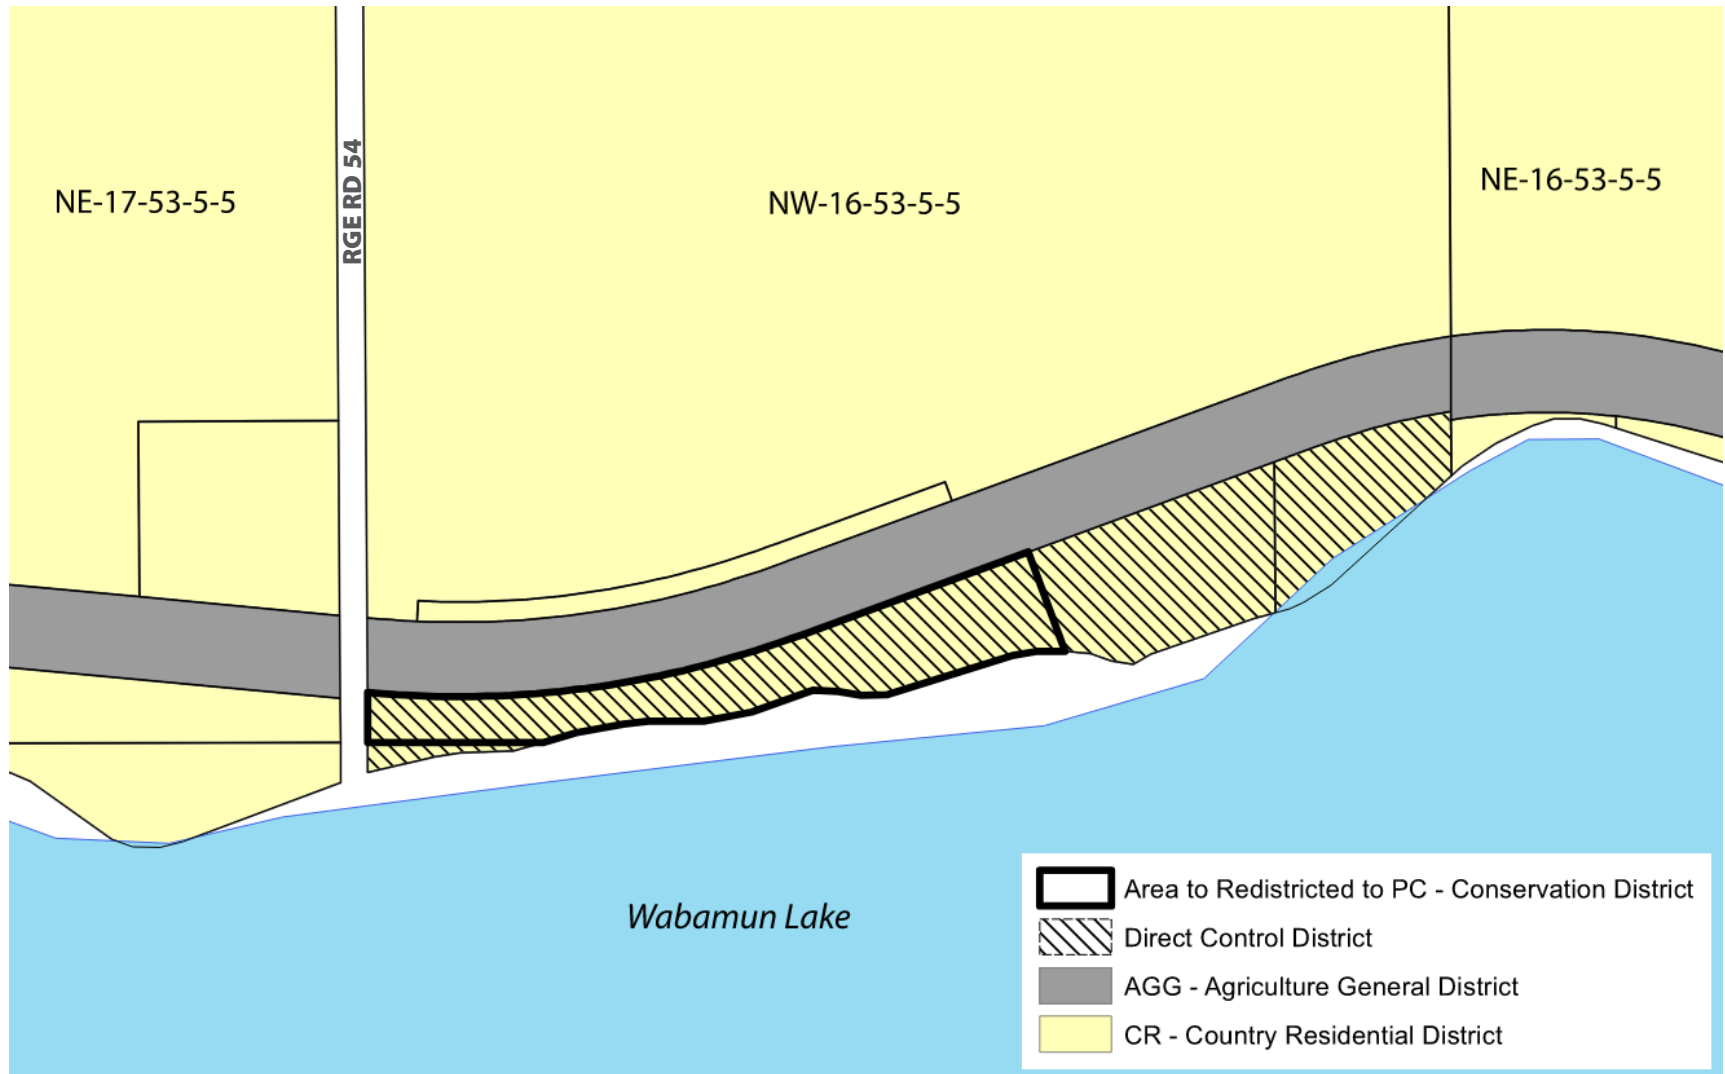 NE-17-53-5-5
RGE RD 54
NW-16-53-5-5
NE-16-53-5-5
Wabamun Lake
Area to Redistricted to PC - Conservation District
Direct Control District
AGG - Agriculture General District
CR - Country Residential District